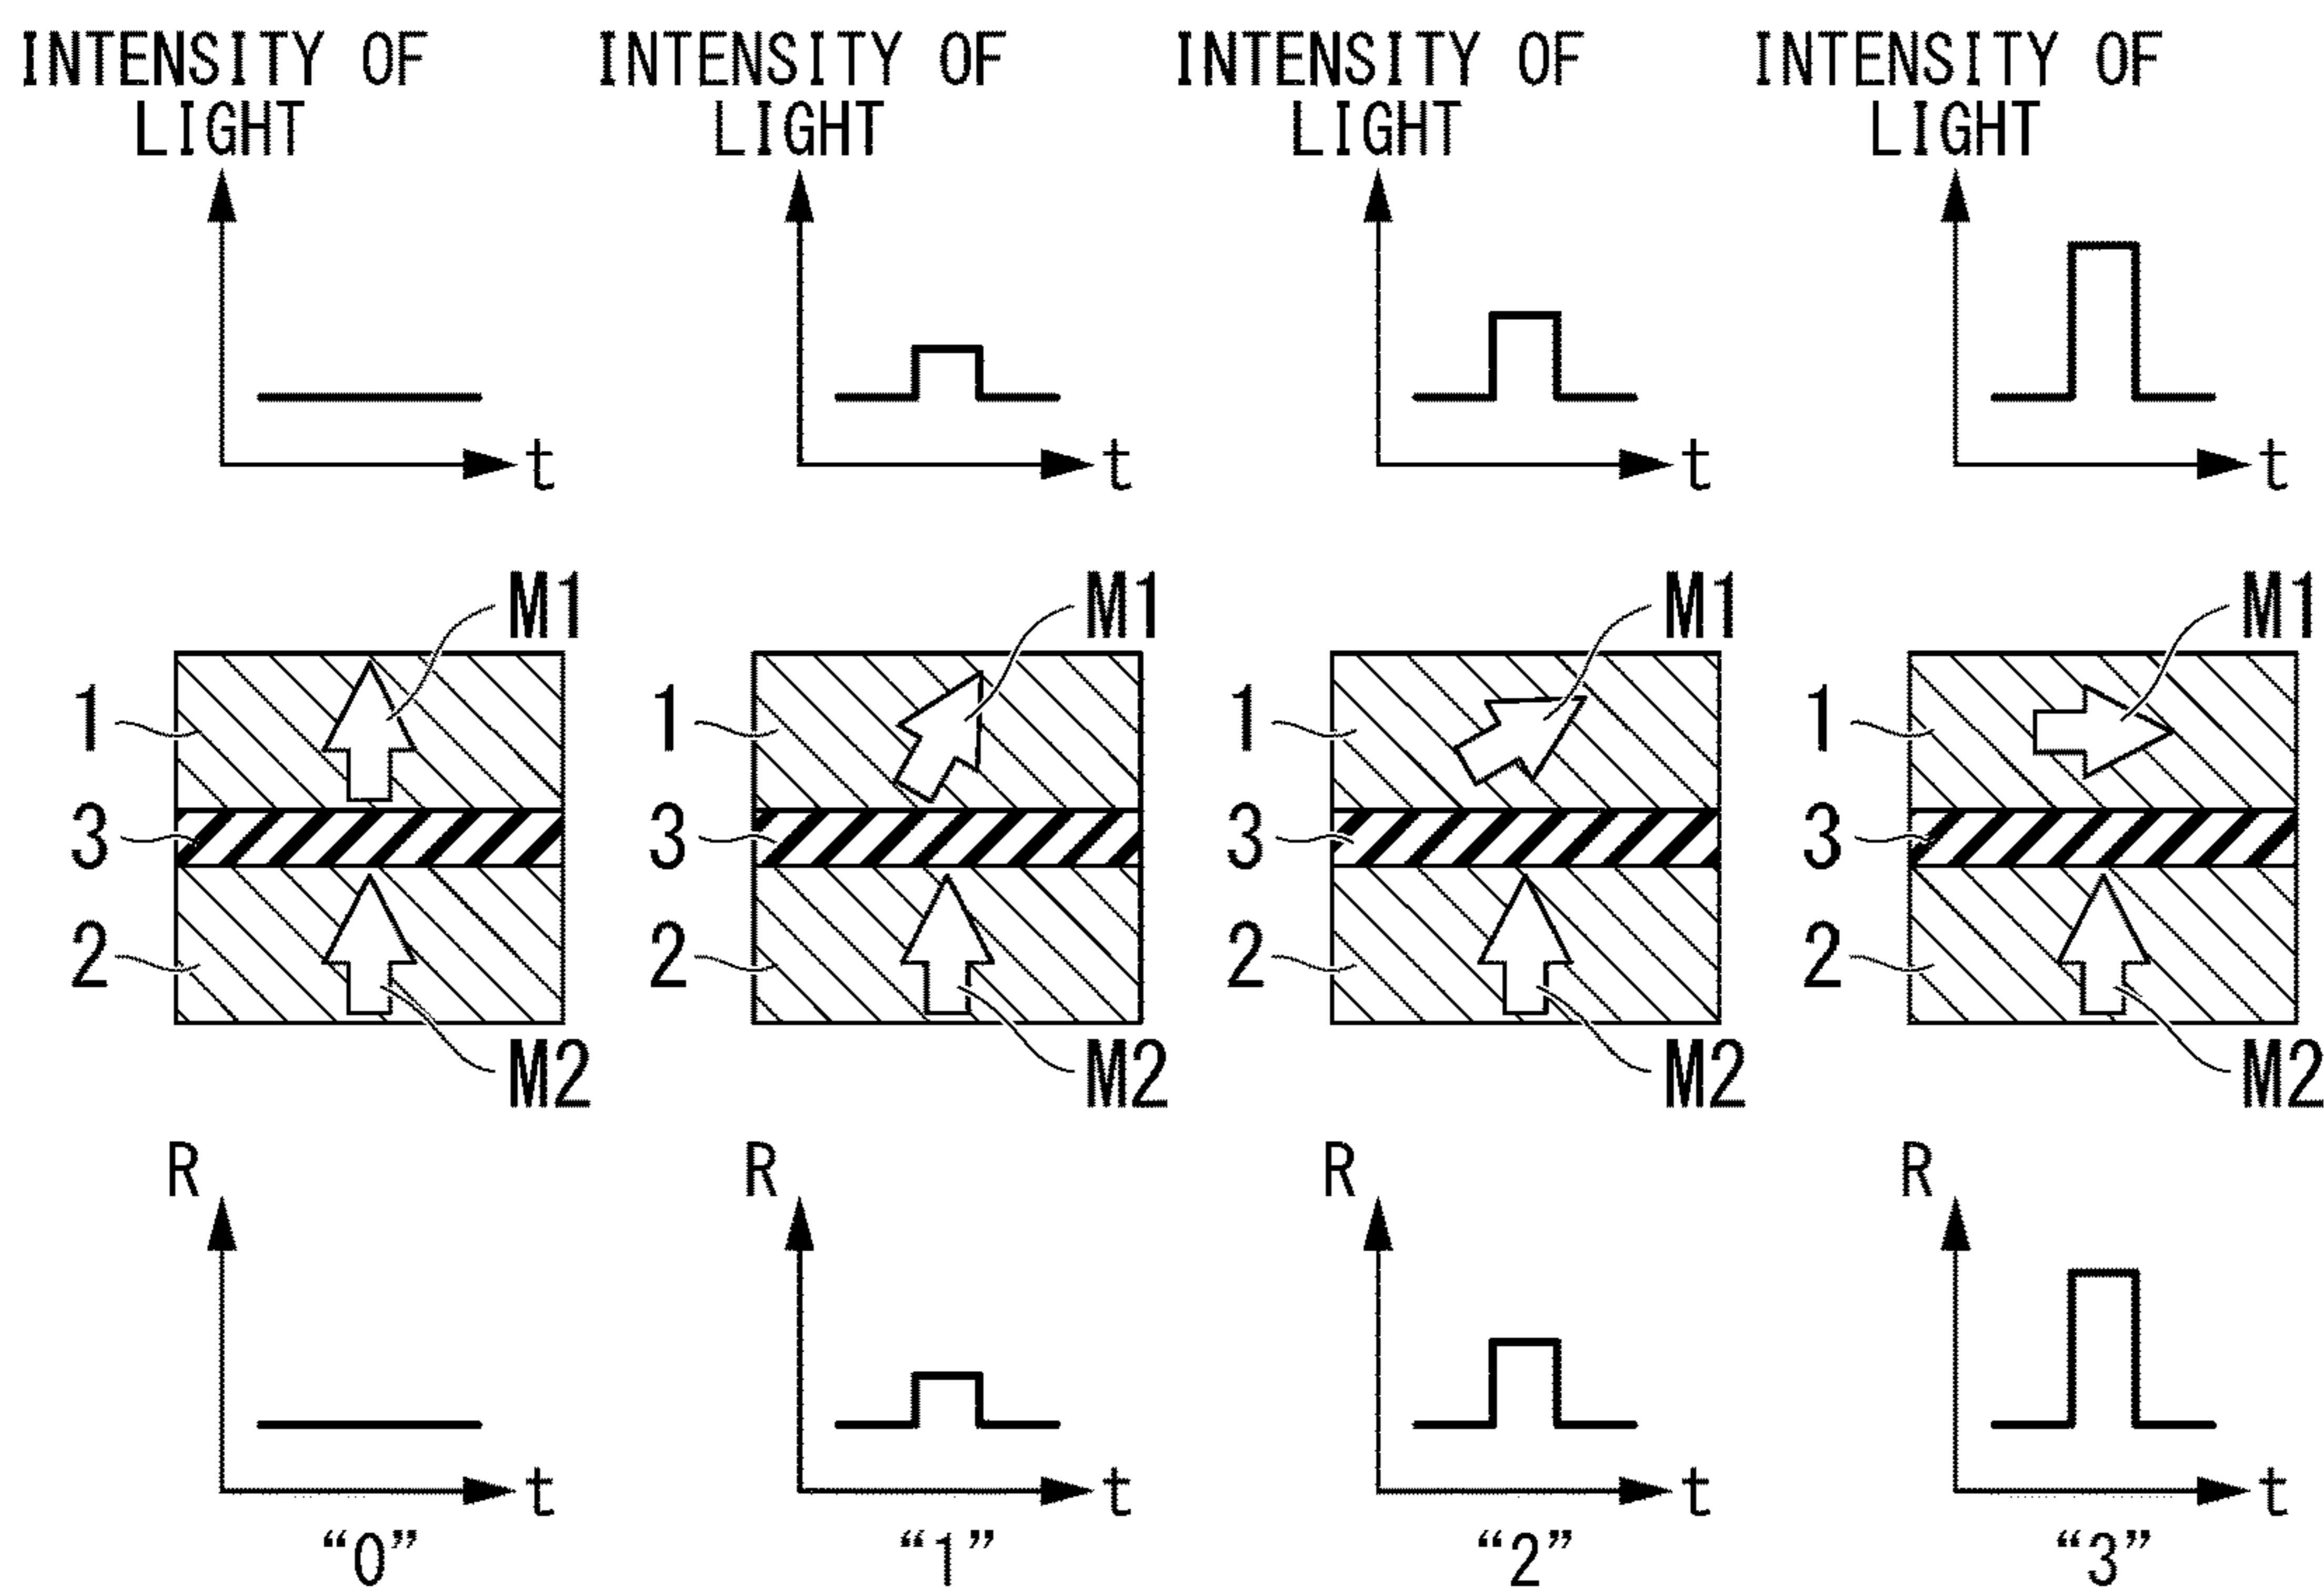 INTENSITY OF LIGHT
INTENSITY OF LIGHT
INTENSITY OF LIGHT
INTENSITY OF LIGHT
t
t
t
t
M1
M1
M1
M1
1
1
1
1
3
3
3
3
2
2
2
2
M2
M2
M2
M2
R
R
R
R
t
t
t
t
“0”
“1”
“2”
“3”